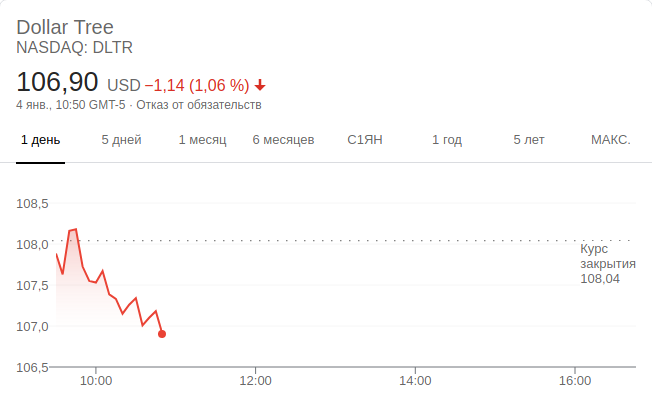 Dollar Tree
NASDAQ: DLTR
106,90 USD −1,14 (1,06 %)
4 янв., 10:50 GMT-5 · Отказ от обязательств
1 день 5 дней 1 месяц 6 месяцев С1ЯН 1 год 5 лет МАКС.
108,5
108,0
Курс
закрытия
108,04
107,5
107,0
106,5
10:00 12:00 14:00 16:00